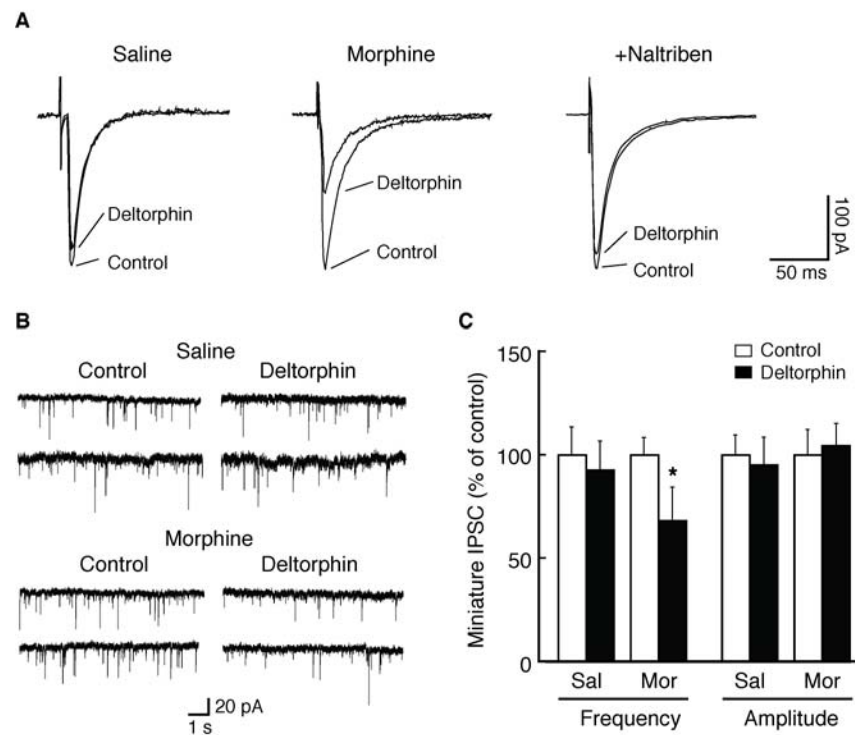 A
Saline
Morphine
+Naltriben
Deltorphin
Control
Deltorphin
Control
Deltorphin
Control
100 pA
50 ms
B
Saline
Control Deltorphin
Morphine
Control Deltorphin
20 pA
1 s
C
Miniature IPSC (% of control)
150
100
50
0
Control
Deltorphin
*
Sal Mor Sal Mor
Frequency Amplitude